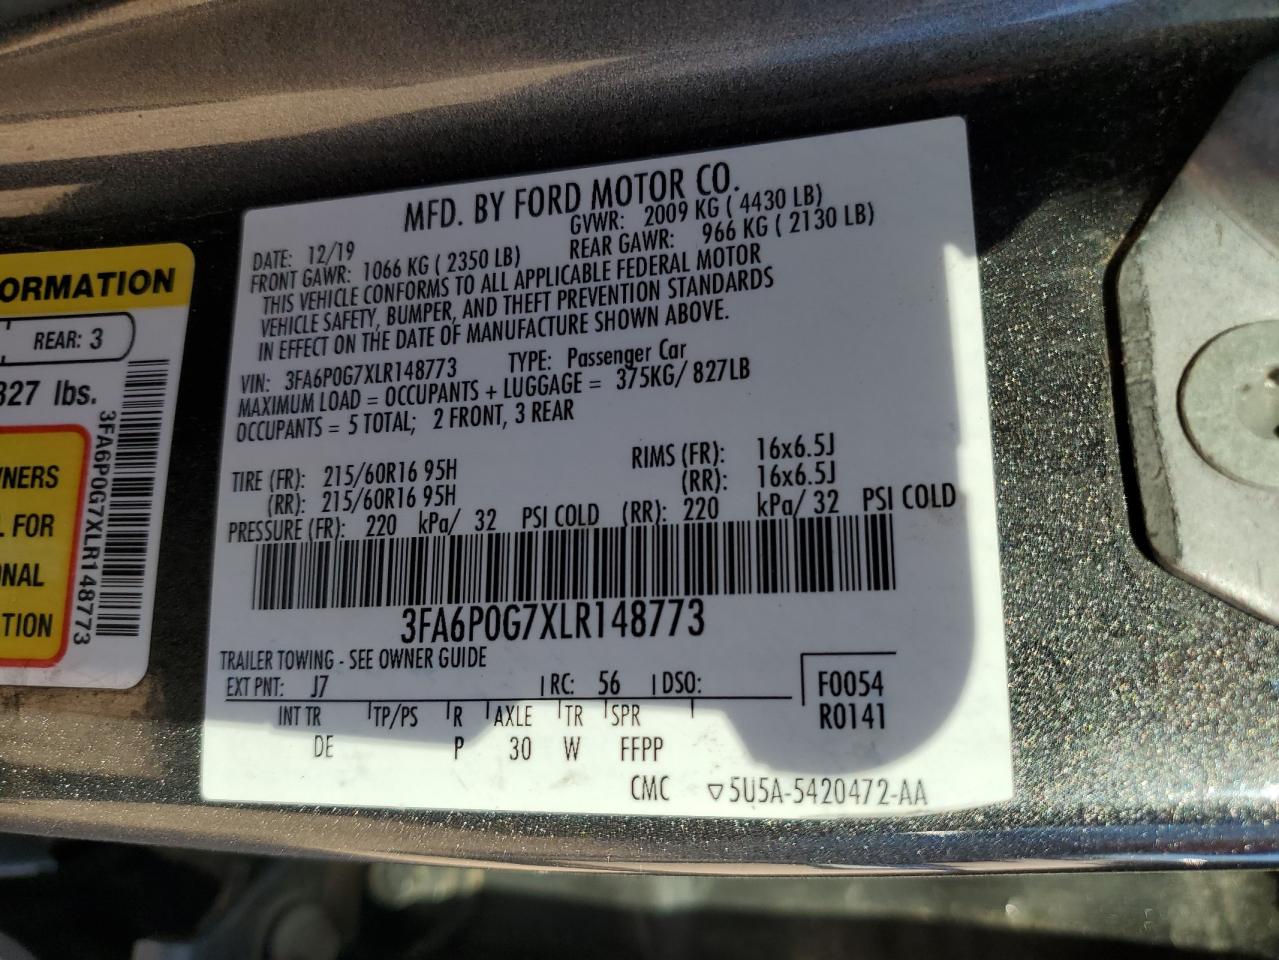 MFD. BY FORD MOTOR CO.
DATE: 12/19 GVWR: 2009 KG ( 4430 LB)
FRONT GAWR: 1066 KG ( 2350 LB) REAR GAWR: 966 KG ( 2130 LB)
THIS VEHICLE CONFORMS TO ALL APPLICABLE FEDERAL MOTOR
VEHICLE SAFETY, BUMPER, AND THEFT PREVENTION STANDARDS
IN EFFECT ON THE DATE OF MANUFACTURE SHOWN ABOVE.
VIN: 3FA6P0G7XLR148773 TYPE: Passenger Car
MAXIMUM LOAD = OCCUPANTS + LUGGAGE = 375KG/ 827LB
OCCUPANTS = 5 TOTAL; 2 FRONT, 3 REAR
TIRE (FR): 215/60R16 95H RIMS (FR): 16x6.5J
(RR): 215/60R16 95H (RR): 16x6.5J
PRESSURE (FR): 220 kPa/ 32 PSI COLD (RR): 220 kPa/ 32 PSI COLD
3FA6P0G7XLR148773
TRAILER TOWING - SEE OWNER GUIDE
EXT PNT: J7 RC: 56 DSO: F0054
INT TR TP/PS R AXLE TR SPR R0141
DE P 30 W FFPP
CMC ▽5U5A-5420472-AA
ORMATION
REAR: 3
827 lbs.
3FA6P0G7XLR148773
NERS
L FOR
ONAL
TION